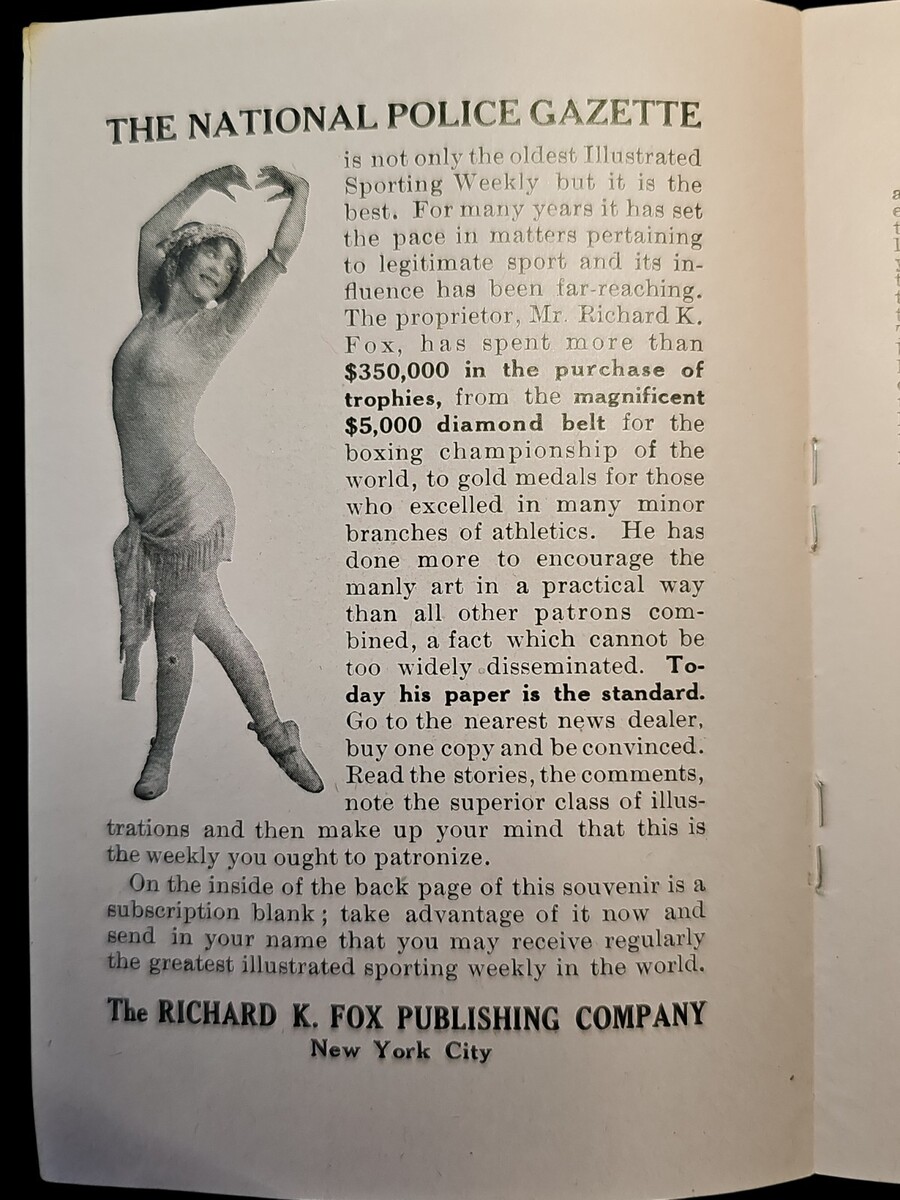 THE NATIONAL POLICE GAZETTE
is not only the oldest Illustrated
Sporting Weekly but it is the
best. For many years it has set
the pace in matters pertaining
to legitimate sport and its in-
fluence has been far-reaching.
The proprietor, Mr. Richard K.
Fox, has spent more than
$350,000 in the purchase of
trophies, from the magnificent
$5,000 diamond belt for the
boxing championship of the
world, to gold medals for those
who excelled in many minor
branches of athletics. He has
done more to encourage the
manly art in a practical way
than all other patrons com-
bined, a fact which cannot be
too widely disseminated. To-
day his paper is the standard.
Go to the nearest news dealer,
buy one copy and be convinced.
Read the stories, the comments,
note the superior class of illus-
trations and then make up your mind that this is
the weekly you ought to patronize.
On the inside of the back page of this souvenir is a
subscription blank; take advantage of it now and
send in your name that you may receive regularly
the greatest illustrated sporting weekly in the world.
The RICHARD K. FOX PUBLISHING COMPANY
New York City